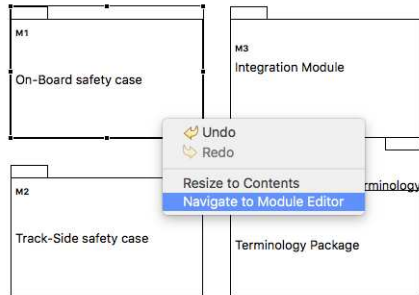 M1
On-Board safety case
M3
Integration Module
Undo
Redo
Resize to Contents
Navigate to Module Editor
M2
Track-Side safety case
Terminology Package